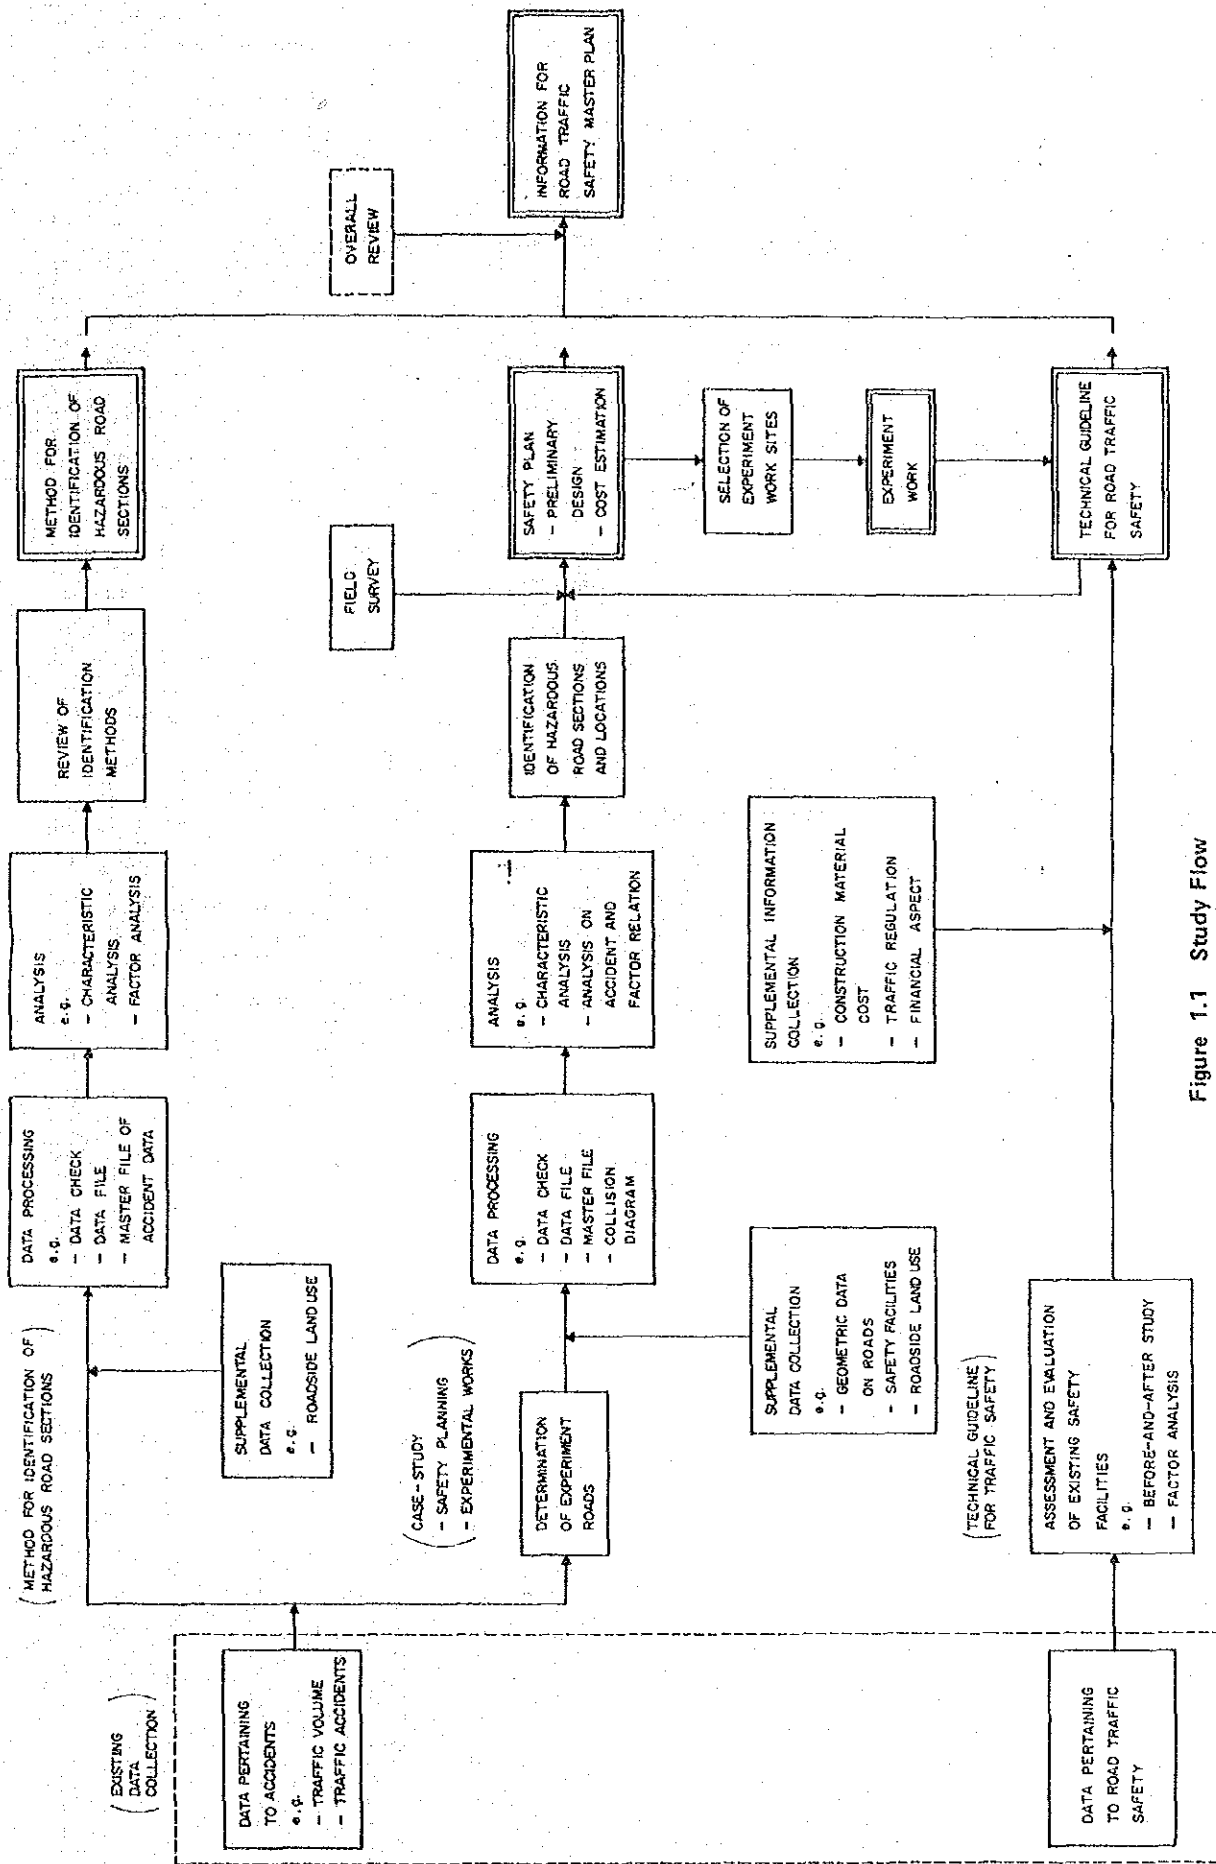 (EXISTING
DATA
COLLECTION)
DATA PERTAINING
TO ACCIDENTS
e.g.
- TRAFFIC VOLUME
- TRAFFIC ACCIDENTS
DATA PERTAINING
TO ROAD TRAFFIC
SAFETY
(METHOD FOR IDENTIFICATION OF
HAZARDOUS ROAD SECTIONS)
SUPPLEMENTAL
DATA COLLECTION
e.g.
- ROADSIDE LAND USE
DATA PROCESSING
e.g.
- DATA CHECK
- DATA FILE
- MASTER FILE OF
ACCIDENT DATA
ANALYSIS
e.g.
- CHARACTERISTIC
ANALYSIS
- FACTOR ANALYSIS
REVIEW OF
IDENTIFICATION
METHODS
METHOD FOR
IDENTIFICATION OF
HAZARDOUS ROAD
SECTIONS
(CASE-STUDY
- SAFETY PLANNING
- EXPERIMENTAL WORKS)
DETERMINATION
OF EXPERIMENT
ROADS
SUPPLEMENTAL
DATA COLLECTION
e.g.
- GEOMETRIC DATA
ON ROADS
- SAFETY FACILITIES
- ROADSIDE LAND USE
DATA PROCESSING
e.g.
- DATA CHECK
- DATA FILE
- MASTER FILE
- COLLISION
DIAGRAM
ANALYSIS
e.g.
- CHARACTERISTIC
ANALYSIS
- ANALYSIS ON
ACCIDENT AND
FACTOR RELATION
IDENTIFICATION
OF HAZARDOUS
ROAD SECTIONS
AND LOCATIONS
FIELD
SURVEY
SAFETY PLAN
- PRELIMINARY
DESIGN
- COST ESTIMATION
SELECTION OF
EXPERIMENT
WORK SITES
EXPERIMENT
WORK
(TECHNICAL GUIDELINE
FOR TRAFFIC SAFETY)
ASSESSMENT AND EVALUATION
OF EXISTING SAFETY
FACILITIES
e.g.
- BEFORE-AND-AFTER STUDY
- FACTOR ANALYSIS
SUPPLEMENTAL INFORMATION
COLLECTION
e.g.
- CONSTRUCTION MATERIAL
COST
- TRAFFIC REGULATION
- FINANCIAL ASPECT
TECHNICAL GUIDELINE
FOR ROAD TRAFFIC
SAFETY
OVERALL
REVIEW
INFORMATION FOR
ROAD TRAFFIC
SAFETY MASTER PLAN
Figure 1.1 Study Flow